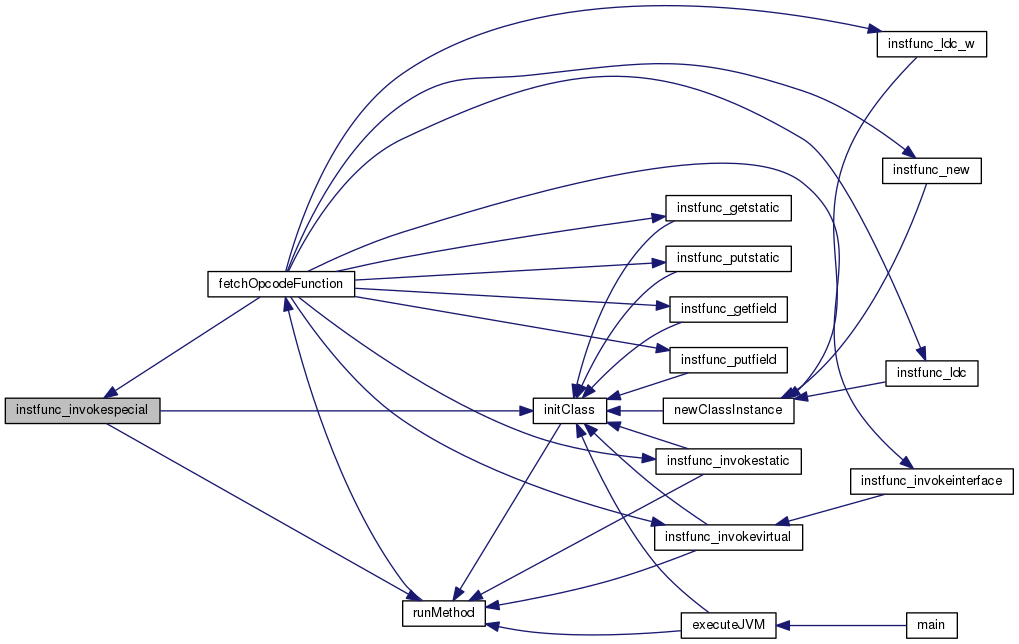 instfunc_ldc_w
instfunc_new
instfunc_getstatic
instfunc_putstatic
fetchOpcodeFunction
instfunc_getfield
instfunc_putfield
instfunc_ldc
instfunc_invokespecial
initClass
newClassInstance
instfunc_invokestatic
instfunc_invokeinterface
instfunc_invokevirtual
runMethod
executeJVM
main